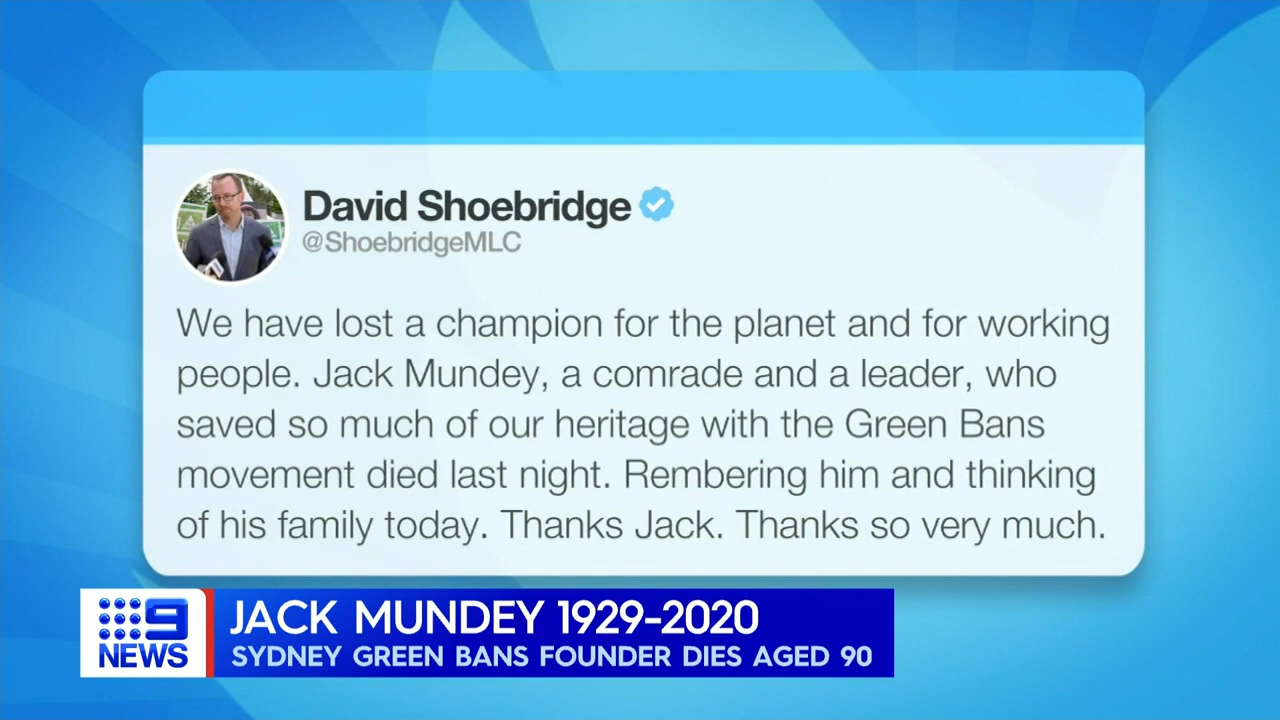 David Shoebridge
@ShoebridgeMLC
We have lost a champion for the planet and for working
people. Jack Mundey, a comrade and a leader, who
saved so much of our heritage with the Green Bans
movement died last night. Rembering him and thinking
of his family today. Thanks Jack. Thanks so very much.
9
NEWS
JACK MUNDEY 1929-2020
SYDNEY GREEN BANS FOUNDER DIES AGED 90